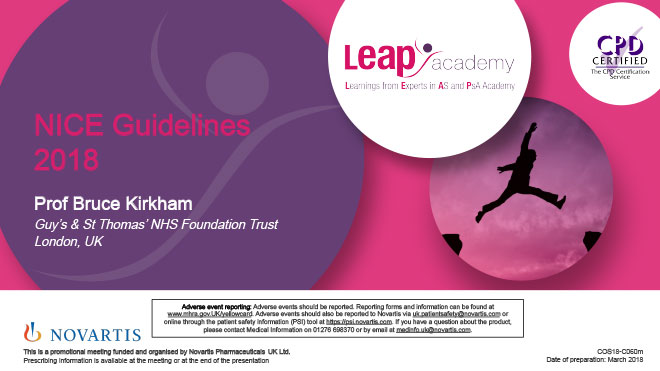 Leap academy
Learnings from Experts in AS and PsA Academy
CPD
CERTIFIED
The CPD Certification
Service
NICE Guidelines
2018
Prof Bruce Kirkham
Guy's & St Thomas' NHS Foundation Trust
London, UK
Adverse event reporting: Adverse events should be reported. Reporting forms and information can be found at
www.mhra.gov.UK/yellowcard. Adverse events should also be reported to Novartis via uk.patientsafety@novartis.com or
online through the patient safety information (PSI) tool at https://psi.novartis.com. If you have a question about the product,
please contact Medical Information on 01276 698370 or by email at medinfo.uk@novartis.com.
NOVARTIS
This is a promotional meeting funded and organised by Novartis Pharmaceuticals UK Ltd.
Prescribing information is available at the meeting or at the end of the presentation
COS18-C060m
Date of preparation: March 2018